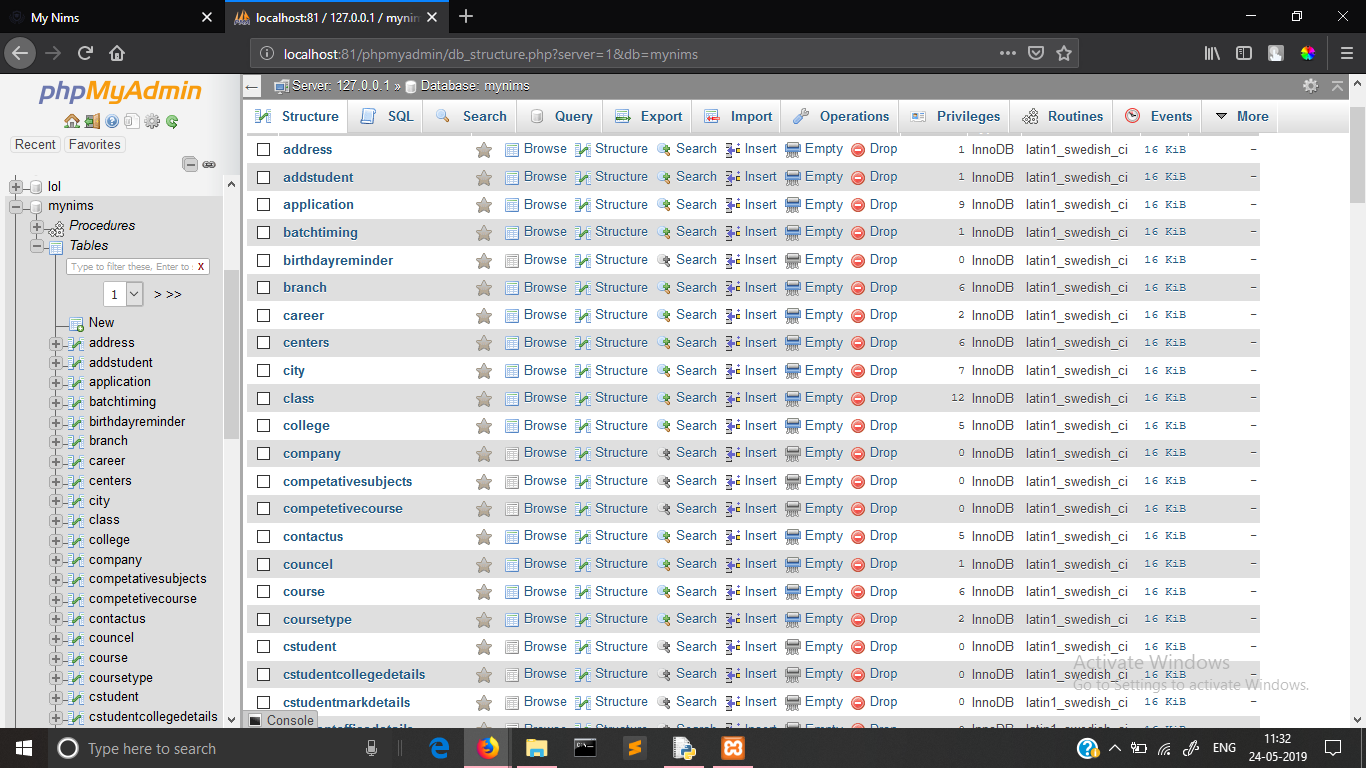 My Nims
localhost:81 / 127.0.0.1 / mynim
localhost:81/phpmyadmin/db_structure.php?server=1&db=mynims
phpMyAdmin
Recent Favorites
lol
mynims
Procedures
Tables
Type to filter these, Enter to s X
1 > >>
New
address
addstudent
application
batchtiming
birthdayreminder
branch
career
centers
city
class
college
company
competativesubjects
competetivecourse
contactus
councel
course
coursetype
cstudent
cstudentcollegedetails
Server: 127.0.0.1 » Database: mynims
Structure SQL Search Query Export Import Operations Privileges Routines Events More
address Browse Structure Search Insert Empty Drop 1 InnoDB latin1_swedish_ci 16 KiB -
addstudent Browse Structure Search Insert Empty Drop 1 InnoDB latin1_swedish_ci 16 KiB -
application Browse Structure Search Insert Empty Drop 9 InnoDB latin1_swedish_ci 16 KiB -
batchtiming Browse Structure Search Insert Empty Drop 1 InnoDB latin1_swedish_ci 16 KiB -
birthdayreminder Browse Structure Search Insert Empty Drop 0 InnoDB latin1_swedish_ci 16 KiB -
branch Browse Structure Search Insert Empty Drop 6 InnoDB latin1_swedish_ci 16 KiB -
career Browse Structure Search Insert Empty Drop 2 InnoDB latin1_swedish_ci 16 KiB -
centers Browse Structure Search Insert Empty Drop 6 InnoDB latin1_swedish_ci 16 KiB -
city Browse Structure Search Insert Empty Drop 7 InnoDB latin1_swedish_ci 16 KiB -
class Browse Structure Search Insert Empty Drop 12 InnoDB latin1_swedish_ci 16 KiB -
college Browse Structure Search Insert Empty Drop 5 InnoDB latin1_swedish_ci 16 KiB -
company Browse Structure Search Insert Empty Drop 0 InnoDB latin1_swedish_ci 16 KiB -
competativesubjects Browse Structure Search Insert Empty Drop 0 InnoDB latin1_swedish_ci 16 KiB -
competetivecourse Browse Structure Search Insert Empty Drop 0 InnoDB latin1_swedish_ci 16 KiB -
contactus Browse Structure Search Insert Empty Drop 5 InnoDB latin1_swedish_ci 16 KiB -
councel Browse Structure Search Insert Empty Drop 1 InnoDB latin1_swedish_ci 16 KiB -
course Browse Structure Search Insert Empty Drop 6 InnoDB latin1_swedish_ci 16 KiB -
coursetype Browse Structure Search Insert Empty Drop 2 InnoDB latin1_swedish_ci 16 KiB -
cstudent Browse Structure Search Insert Empty Drop 0 InnoDB latin1_swedish_ci 16 KiB -
cstudentcollegedetails Browse Structure Search Insert Empty Drop 0 InnoDB latin1_swedish_ci 16 KiB -
cstudentmarkdetails Browse Structure Search Insert Empty Drop 0 InnoDB latin1_swedish_ci 16 KiB -
Console
Activate Windows
Go to Settings to activate Windows.
Type here to search
ENG
11:32
24-05-2019